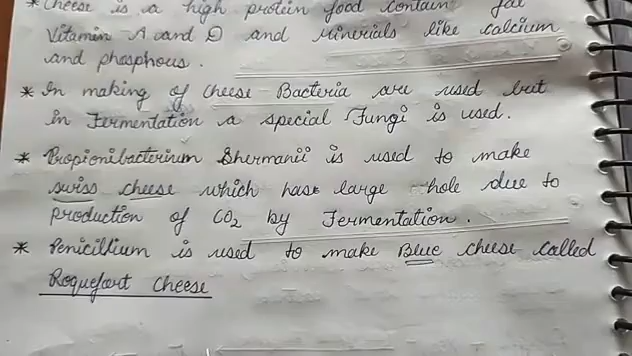 * Cheese is a high protein food contain fat
Vitamin -A and D and Minerals like calcium
and phosphous.
* In making of cheese Bacteria are used but
in Fermentation a special Fungi is used.
* Propionibacterium Shermanii is used to make
swiss cheese which has large hole due to
production of CO2 by Fermentation.
* Penicillium is used to make Blue cheese called
Roquefort cheese